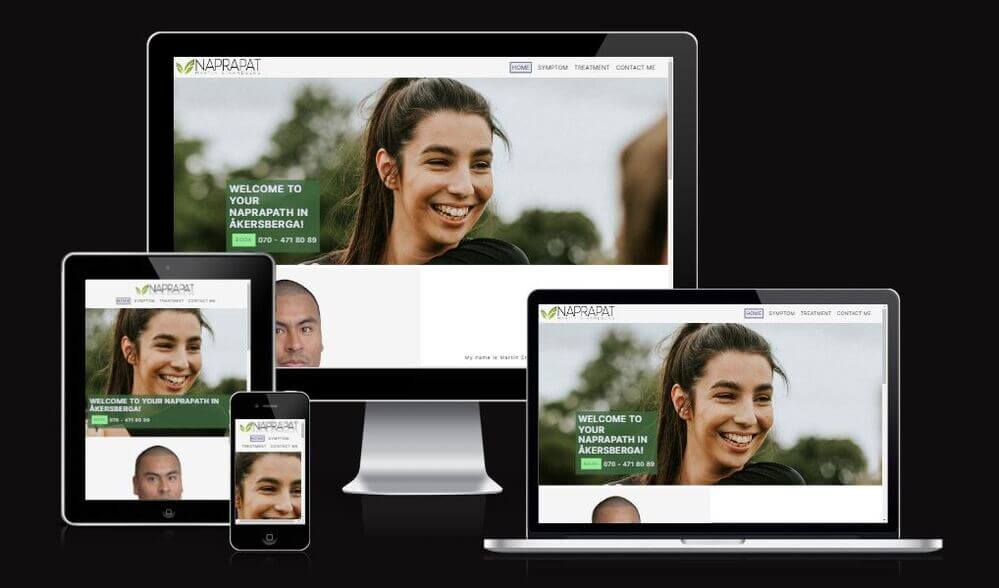 NAPRAPAT
HOME SYMPTOM TREATMENT CONTACT ME
WELCOME TO
YOUR
NAPRAPATH IN
ÅKERSBERGA!
BOOK 070 - 471 80 89
My name is Martin
NAPRAPAT
HOME SYMPTOM TREATMENT CONTACT ME
WELCOME TO YOUR NAPRAPATH IN
ÅKERSBERGA!
BOOK 070 - 471 80 89
NAPRAPAT
HOME SYMPTOM
TREATMENT CONTACT ME
NAPRAPAT
HOME SYMPTOM TREATMENT CONTACT ME
WELCOME TO
YOUR
NAPRAPATH IN
ÅKERSBERGA!
BOOK 070 - 471 80 89